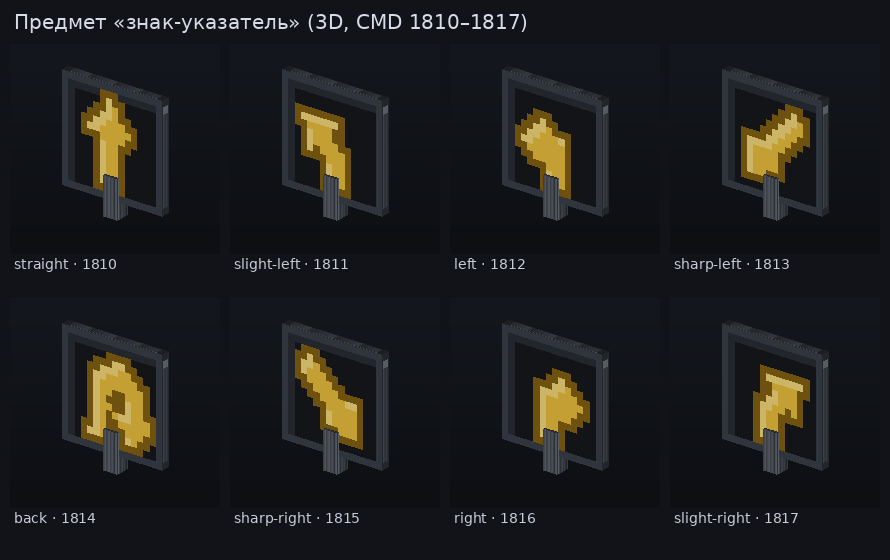 Предмет «знак-указатель» (3D, CMD 1810–1817)
straight · 1810
slight-left · 1811
left · 1812
sharp-left · 1813
back · 1814
sharp-right · 1815
right · 1816
slight-right · 1817